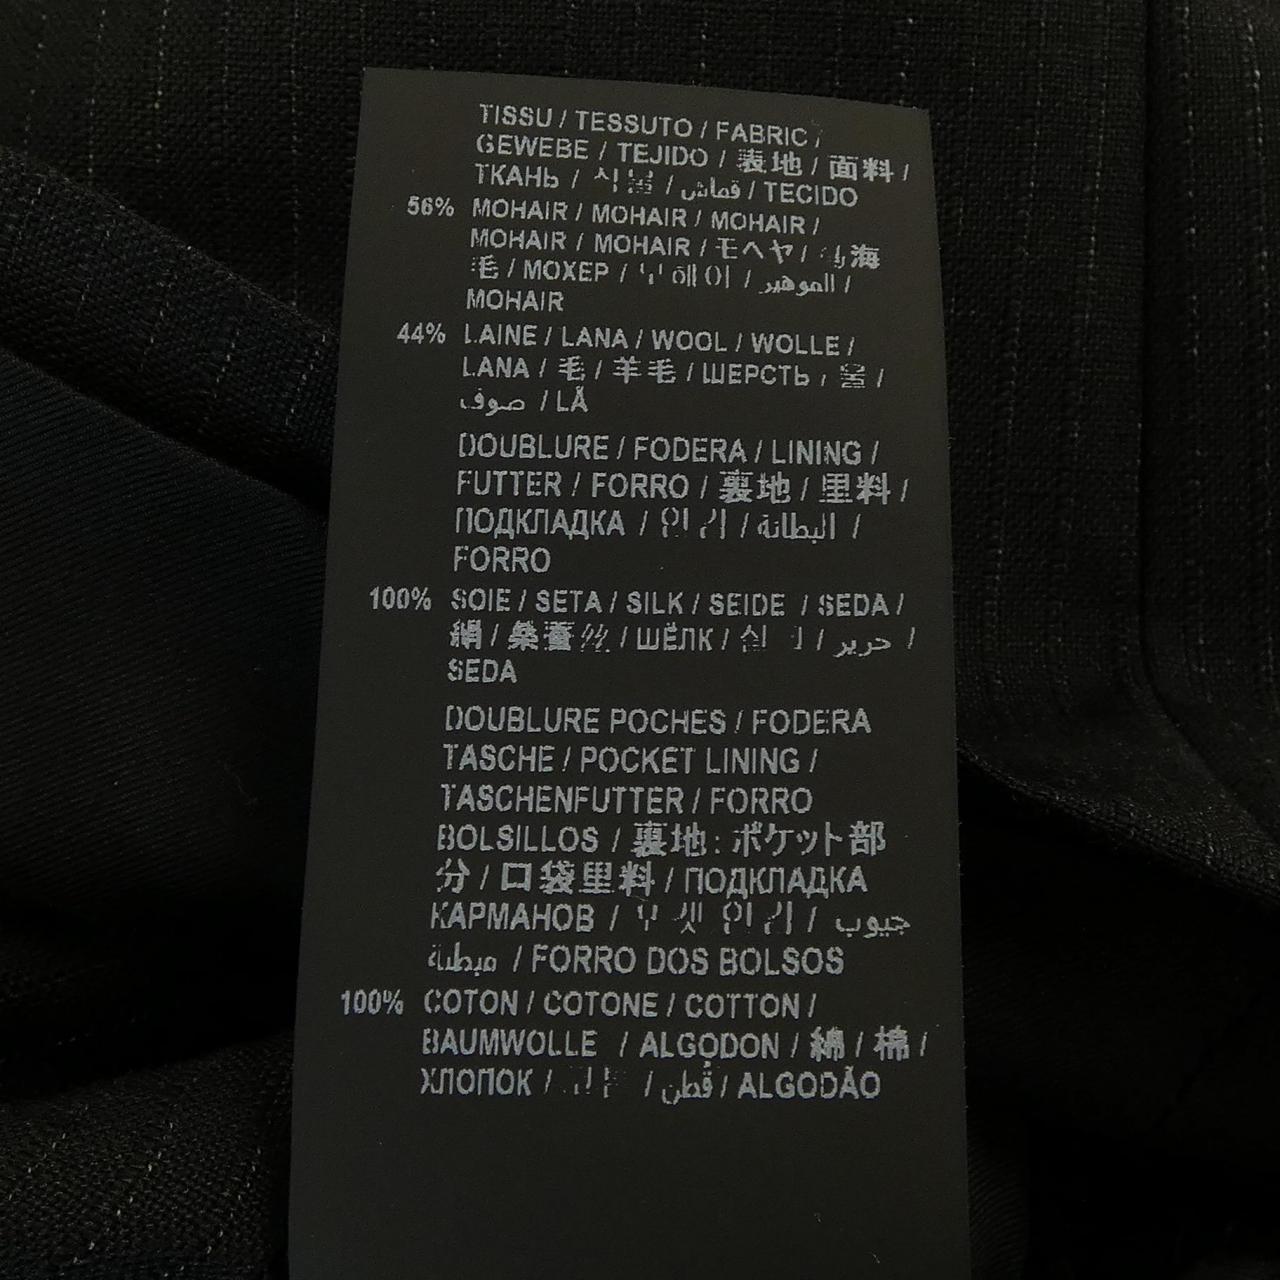 TISSU / TESSUTO / FABRIC /
GEWEBE / TEJIDO / 表地 / 面料 /
ТКАНЬ / 직물 / قماش / TECIDO
56% MOHAIR / MOHAIR / MOHAIR /
MOHAIR / MOHAIR / モヘヤ / 马海
毛 / МОХЕР / 모헤어 / الموهير /
MOHAIR
44% LAINE / LANA / WOOL / WOLLE /
LANA / 毛 / 羊毛 / ШЕРСТЬ / 울 /
صوف / LÃ
DOUBLURE / FODERA / LINING /
FUTTER / FORRO / 裏地 / 里料 /
ПОДКЛАДКА / 안감 / البطانة /
FORRO
100% SOIE / SETA / SILK / SEIDE / SEDA /
絹 / 桑蚕丝 / ШЁЛК / 실크 / حرير /
SEDA
DOUBLURE POCHES / FODERA
TASCHE / POCKET LINING /
TASCHENFUTTER / FORRO
BOLSILLOS / 裏地: ポケット部
分 / 口袋里料 / ПОДКЛАДКА
КАРМАНОВ / 포켓 안감 / جيوب
مبطنة / FORRO DOS BOLSOS
100% COTON / COTONE / COTTON /
BAUMWOLLE / ALGODON / 綿 / 棉 /
ХЛОПОК / / قطن / ALGODÃO